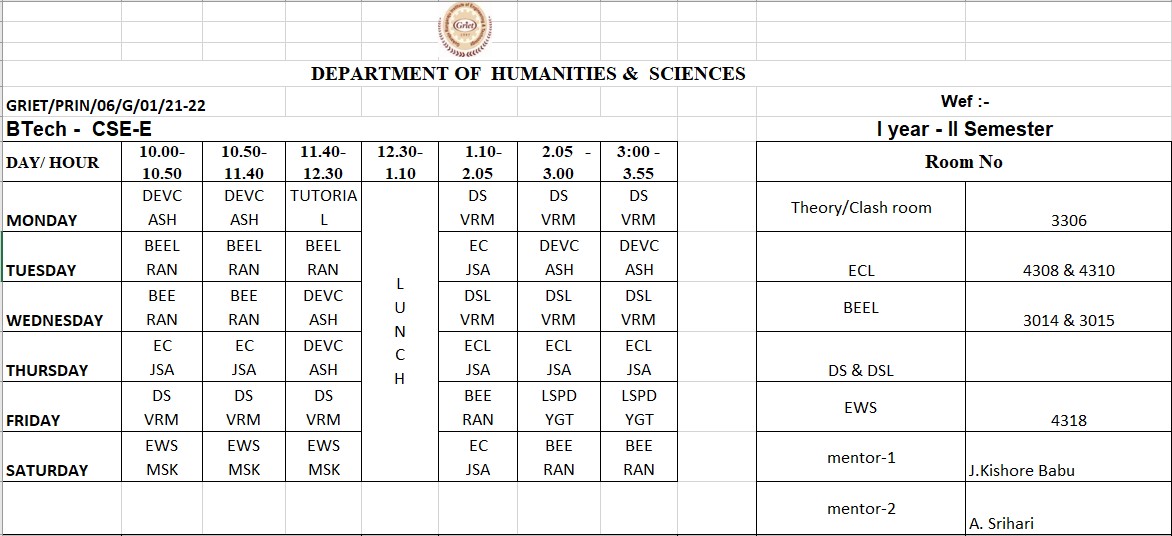 Griet
DEPARTMENT OF HUMANITIES & SCIENCES
GRIET/PRIN/06/G/01/21-22
Wef :-
BTech - CSE-E
I year - II Semester
DAY/ HOUR 10.00-10.50 10.50-11.40 11.40-12.30 12.30-1.10 1.10-2.05 2.05 -3.00 3:00 -3.55 Room No
MONDAY DEVC ASH DEVC ASH TUTORIAL DS VRM DS VRM DS VRM Theory/Clash room 3306
TUESDAY BEEL RAN BEEL RAN BEEL RAN EC JSA DEVC ASH DEVC ASH ECL 4308 & 4310
WEDNESDAY BEE RAN BEE RAN DEVC ASH DSL VRM DSL VRM DSL VRM BEEL 3014 & 3015
THURSDAY EC JSA EC JSA DEVC ASH ECL JSA ECL JSA ECL JSA DS & DSL
FRIDAY DS VRM DS VRM DS VRM BEE RAN LSPD YGT LSPD YGT EWS 4318
SATURDAY EWS MSK EWS MSK EWS MSK EC JSA BEE RAN BEE RAN mentor-1 J.Kishore Babu
LUNCH
mentor-2 A. Srihari